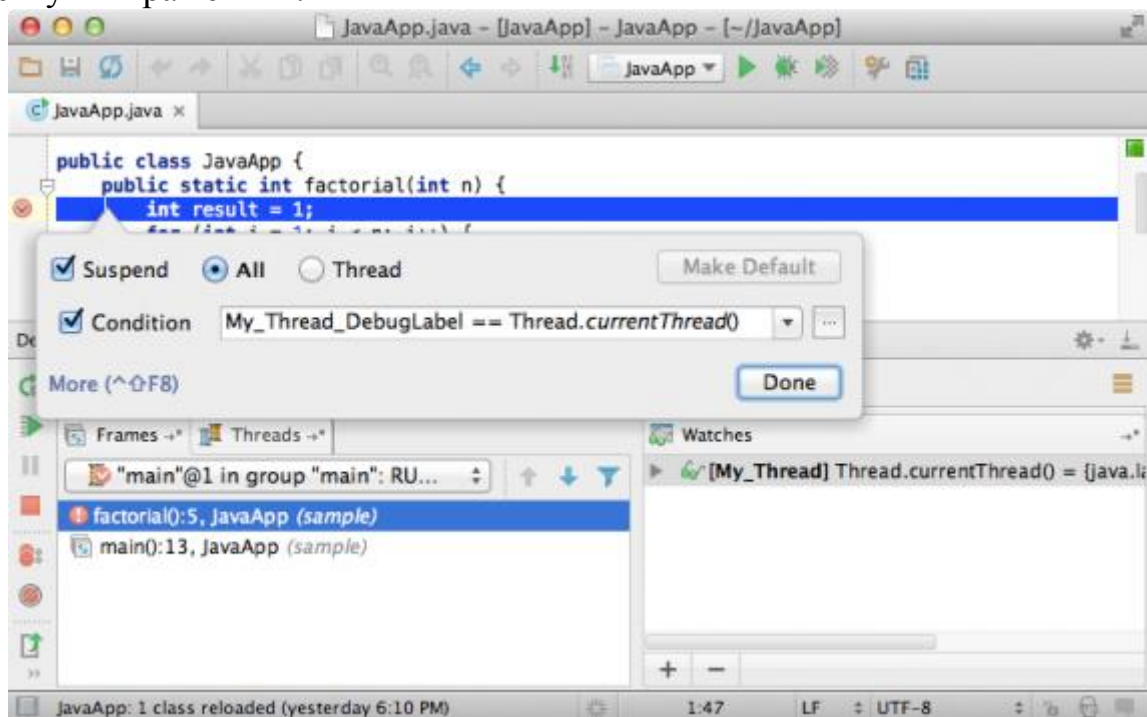 JavaApp.java – [JavaApp] – JavaApp – [~/JavaApp]
JavaApp
JavaApp.java ×
public class JavaApp {
public static int factorial(int n) {
int result = 1;
Suspend All Thread Make Default
Condition My_Thread_DebugLabel == Thread.currentThread() ...
More (^⇧F8) Done
Frames Threads Watches
"main"@1 in group "main": RU... [My_Thread] Thread.currentThread() = {java.la
factorial():5, JavaApp (sample)
main():13, JavaApp (sample)
JavaApp: 1 class reloaded (yesterday 6:10 PM) 1:47 LF UTF-8